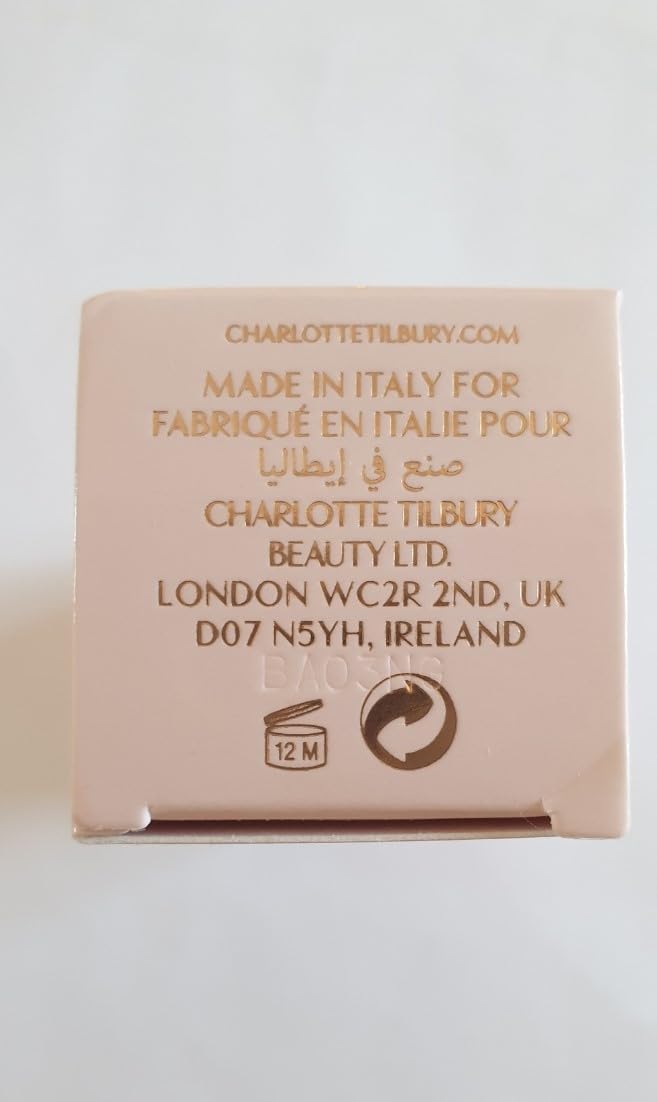 CHARLOTTETILBURY.COM
MADE IN ITALY FOR
FABRIQUÉ EN ITALIE POUR
صنع في إيطاليا
CHARLOTTE TILBURY
BEAUTY LTD.
LONDON WC2R 2ND, UK
D07 N5YH, IRELAND
BA03NG
12 M